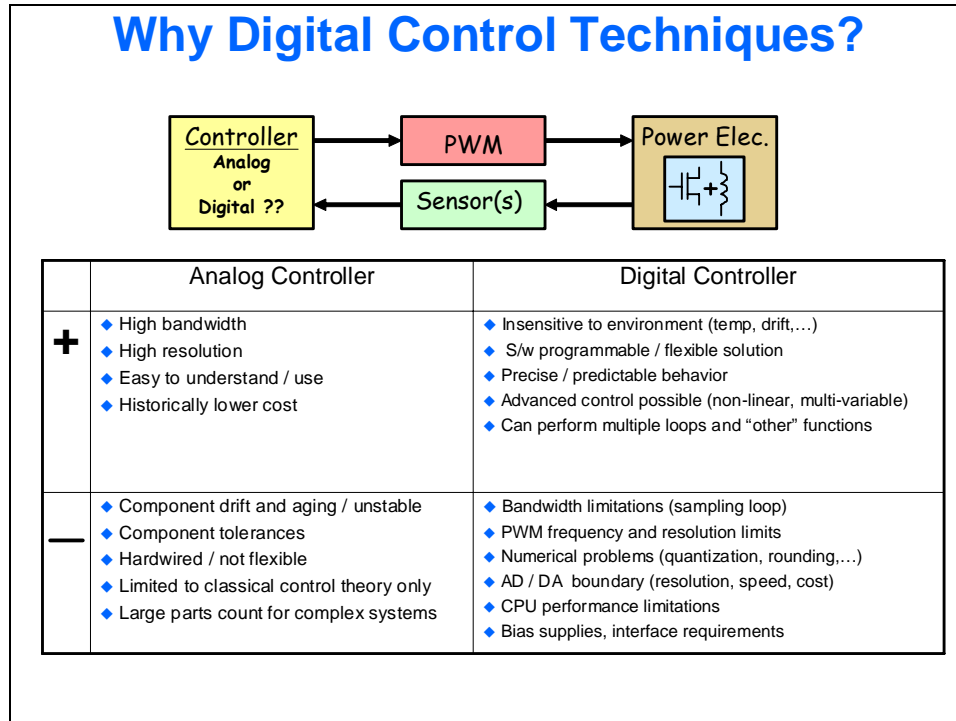 Why Digital Control Techniques?
Controller
Analog
or
Digital ??
PWM
Sensor(s)
Power Elec.
+
Analog Controller
Digital Controller
+
◆ High bandwidth
◆ High resolution
◆ Easy to understand / use
◆ Historically lower cost
◆ Insensitive to environment (temp, drift,…)
◆ S/w programmable / flexible solution
◆ Precise / predictable behavior
◆ Advanced control possible (non-linear, multi-variable)
◆ Can perform multiple loops and “other” functions
—
◆ Component drift and aging / unstable
◆ Component tolerances
◆ Hardwired / not flexible
◆ Limited to classical control theory only
◆ Large parts count for complex systems
◆ Bandwidth limitations (sampling loop)
◆ PWM frequency and resolution limits
◆ Numerical problems (quantization, rounding,…)
◆ AD / DA boundary (resolution, speed, cost)
◆ CPU performance limitations
◆ Bias supplies, interface requirements